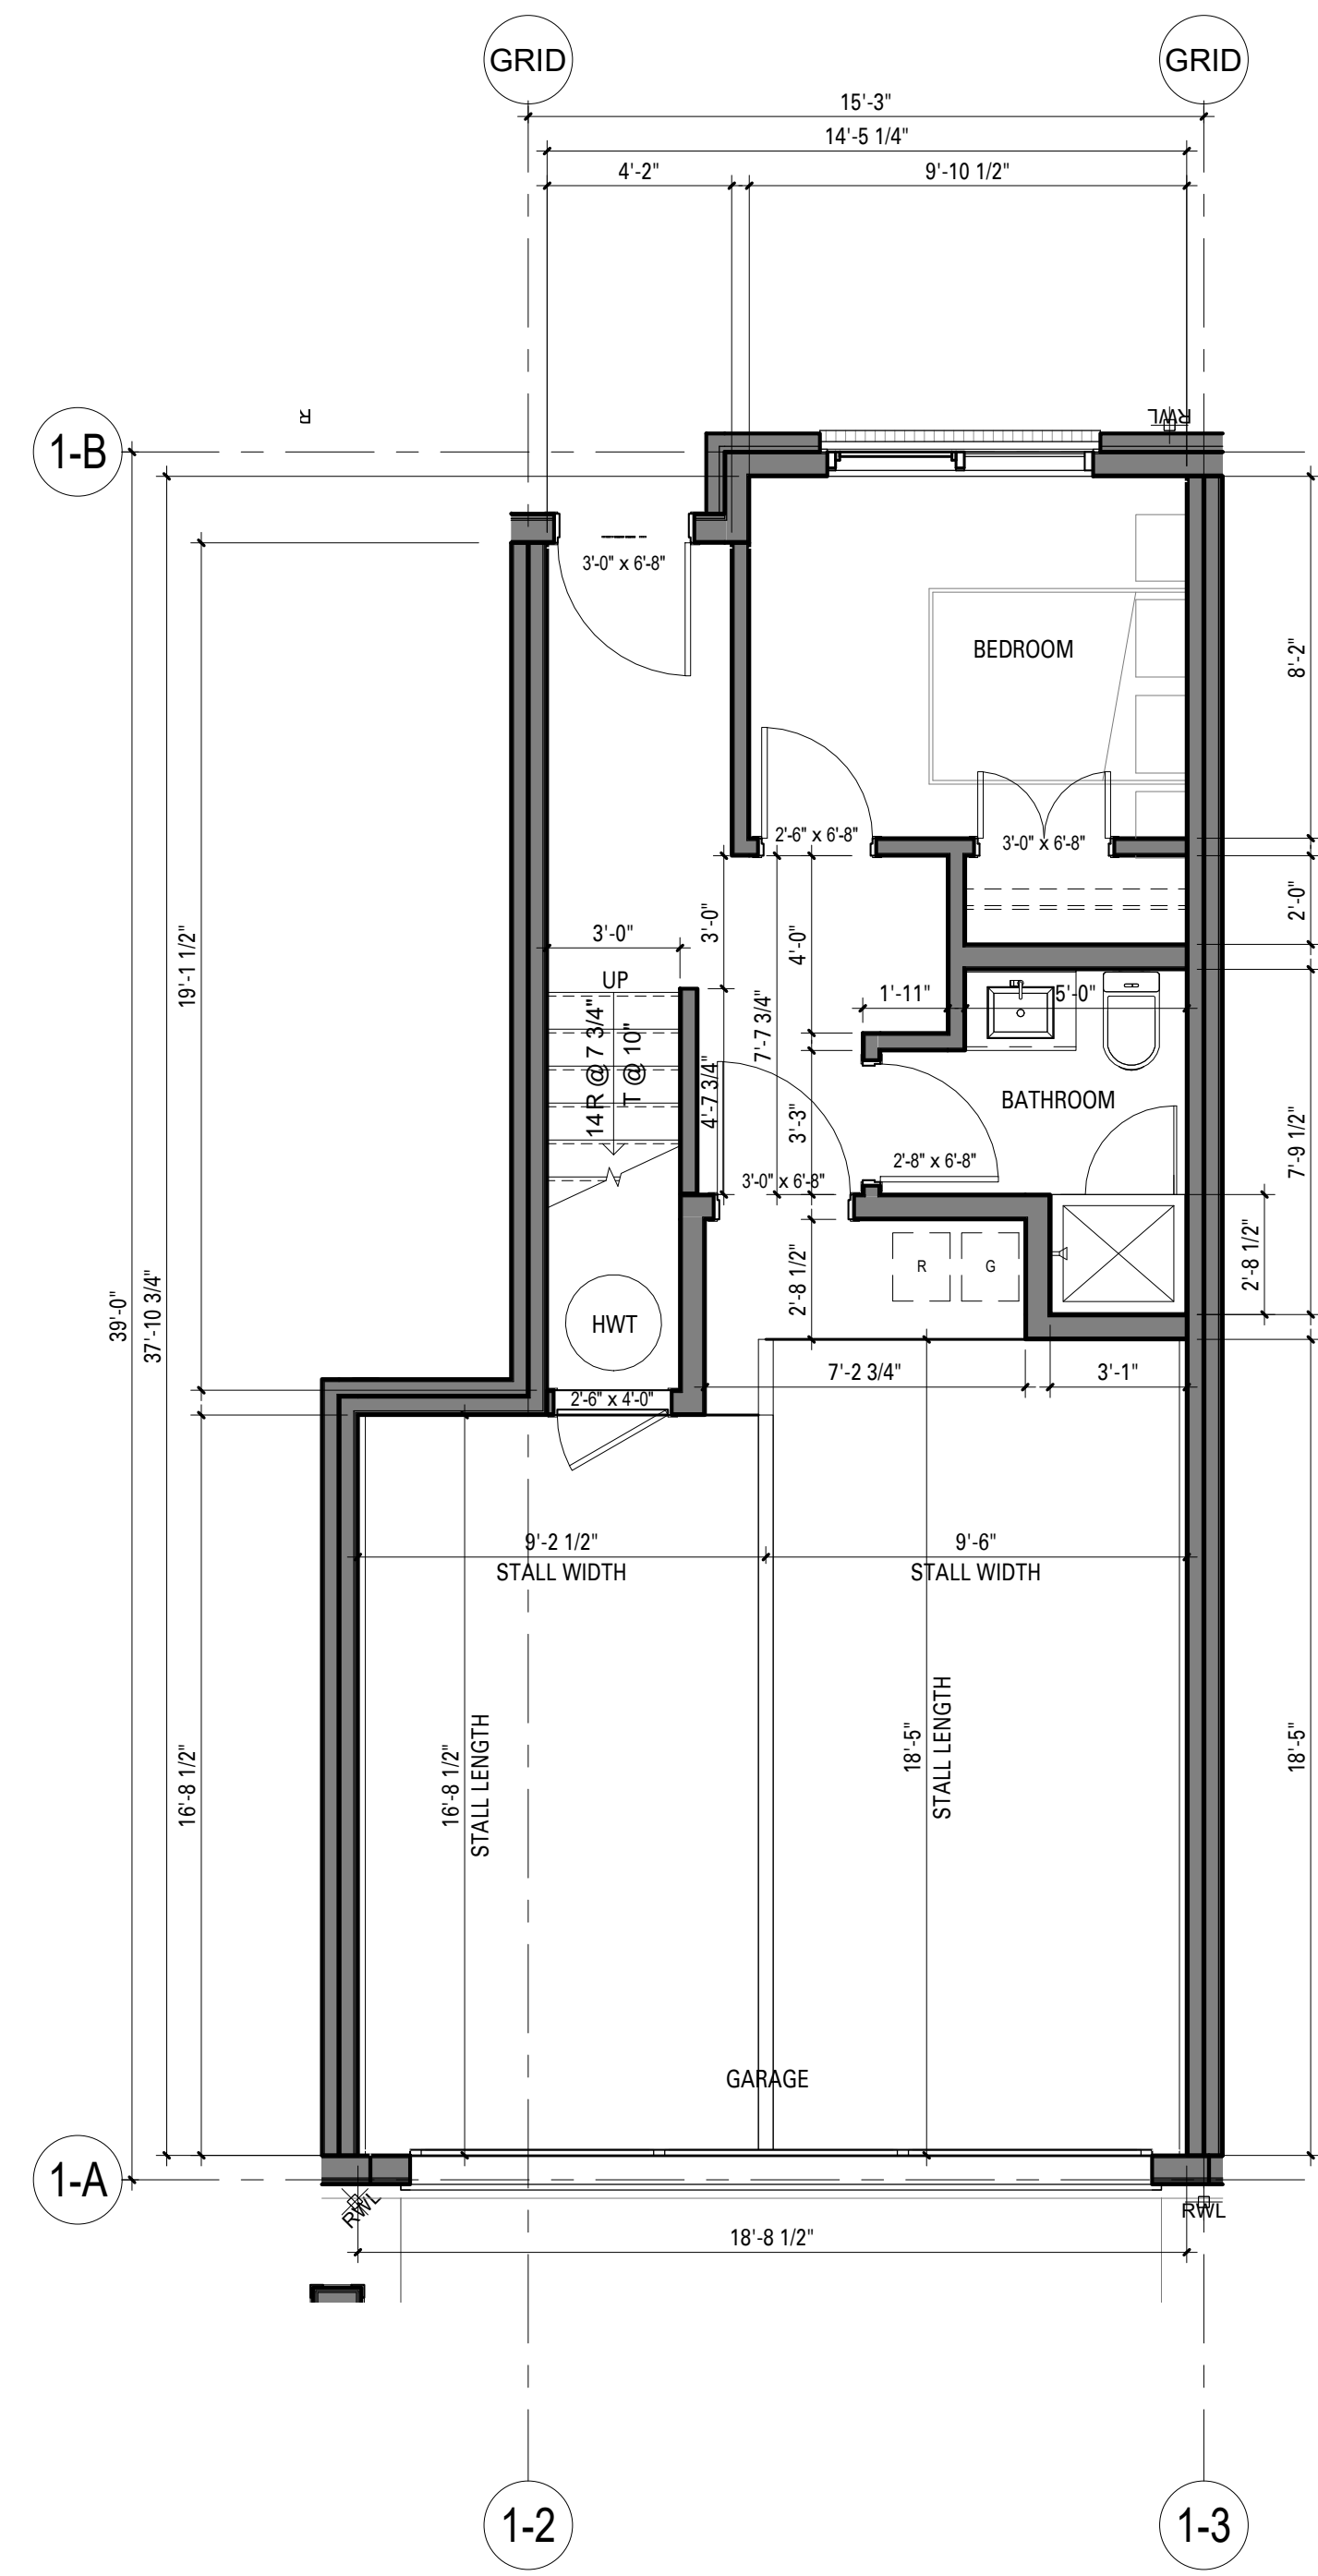 GRID GRID
15'-3"
14'-5 1/4"
4'-2" 9'-10 1/2"
R RWL
1-B
3'-0" x 6'-8"
BEDROOM
8'-2"
2'-6" x 6'-8" 3'-0" x 6'-8"
3'-0" 4'-0" 2'-0"
3'-0"
19'-1 1/2"
UP
14 R @ 7 3/4"
T @ 10"
1'-11" 5'-0"
7'-7 3/4"
4'-7 3/4"
3'-3"
BATHROOM
7'-9 1/2"
2'-8" x 6'-8"
3'-0" x 6'-8"
2'-8 1/2"
2'-8 1/2"
R G
39'-0"
37'-10 3/4"
HWT
7'-2 3/4" 3'-1"
2'-6" x 4'-0"
9'-2 1/2" 9'-6"
STALL WIDTH STALL WIDTH
16'-8 1/2"
16'-8 1/2"
STALL LENGTH
18'-5"
STALL LENGTH
18'-5"
GARAGE
1-A
RWL RWL
18'-8 1/2"
1-2 1-3